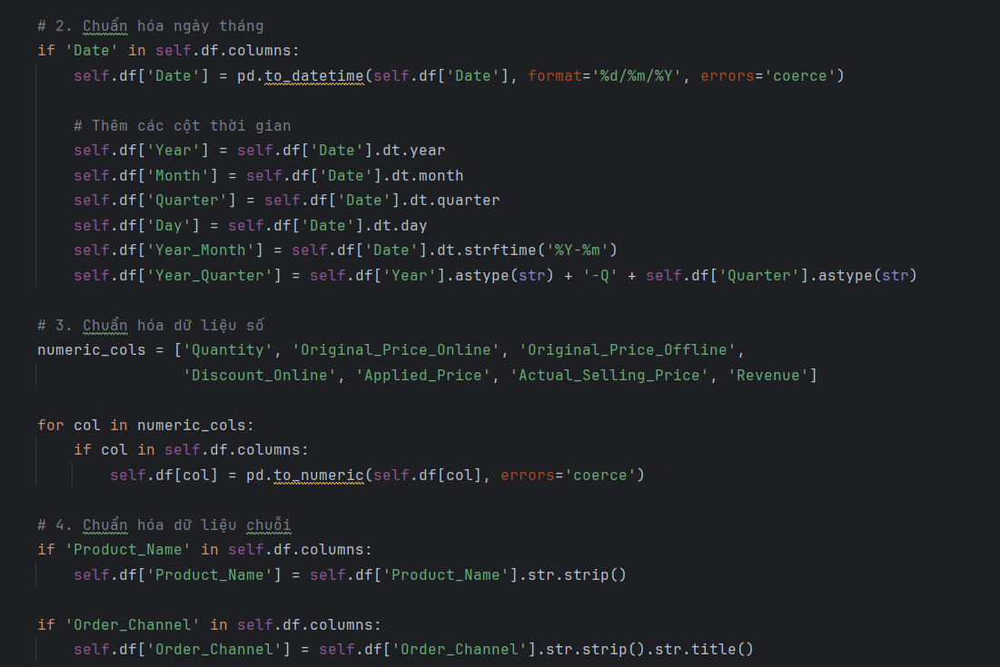 # 2. Chuẩn hóa ngày tháng
if 'Date' in self.df.columns:
    self.df['Date'] = pd.to_datetime(self.df['Date'], format='%d/%m/%Y', errors='coerce')
    # Thêm các cột thời gian
    self.df['Year'] = self.df['Date'].dt.year
    self.df['Month'] = self.df['Date'].dt.month
    self.df['Quarter'] = self.df['Date'].dt.quarter
    self.df['Day'] = self.df['Date'].dt.day
    self.df['Year_Month'] = self.df['Date'].dt.strftime('%Y-%m')
    self.df['Year_Quarter'] = self.df['Year'].astype(str) + '-Q' + self.df['Quarter'].astype(str)
# 3. Chuẩn hóa dữ liệu số
numeric_cols = ['Quantity', 'Original_Price_Online', 'Original_Price_Offline',
                'Discount_Online', 'Applied_Price', 'Actual_Selling_Price', 'Revenue']
for col in numeric_cols:
    if col in self.df.columns:
        self.df[col] = pd.to_numeric(self.df[col], errors='coerce')
# 4. Chuẩn hóa dữ liệu chuỗi
if 'Product_Name' in self.df.columns:
    self.df['Product_Name'] = self.df['Product_Name'].str.strip()
if 'Order_Channel' in self.df.columns:
    self.df['Order_Channel'] = self.df['Order_Channel'].str.strip().str.title()